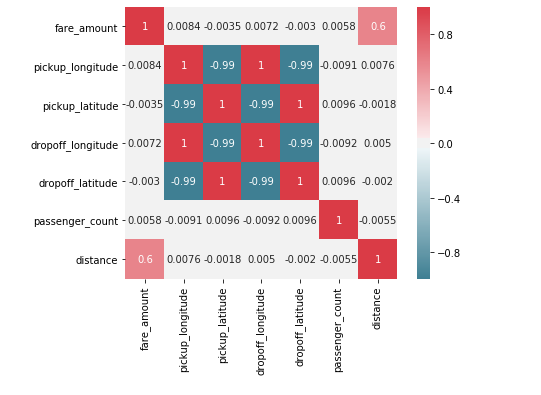 fare_amount 1 0.0084 -0.0035 0.0072 -0.003 0.0058 0.6
pickup_longitude 0.0084 1 -0.99 1 -0.99 -0.0091 0.0076
pickup_latitude -0.0035 -0.99 1 -0.99 1 0.0096 -0.0018
dropoff_longitude 0.0072 1 -0.99 1 -0.99 -0.0092 0.005
dropoff_latitude -0.003 -0.99 1 -0.99 1 0.0096 -0.002
passenger_count 0.0058 -0.0091 0.0096 -0.0092 0.0096 1 -0.0055
distance 0.6 0.0076 -0.0018 0.005 -0.002 -0.0055 1
fare_amount
pickup_longitude
pickup_latitude
dropoff_longitude
dropoff_latitude
passenger_count
distance
0.8
0.4
0.0
−0.4
−0.8